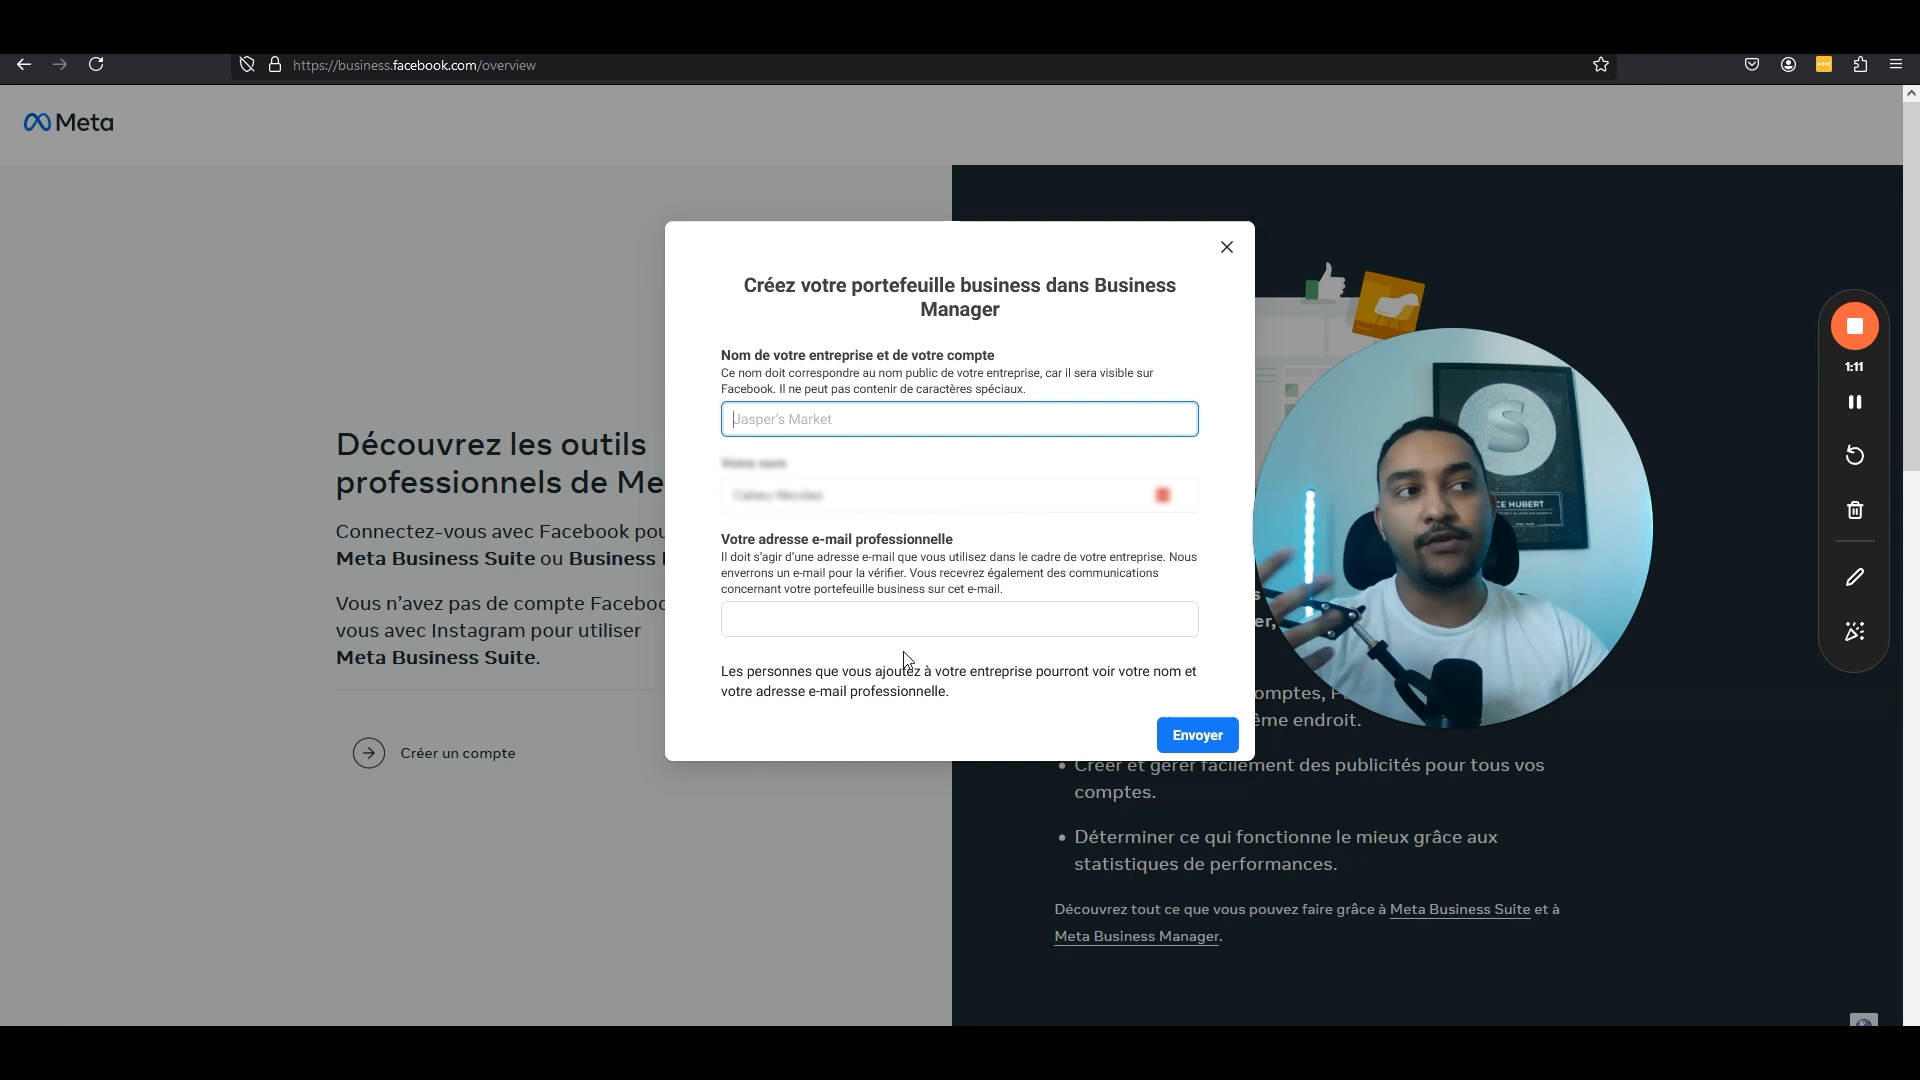 https://business.facebook.com/overview
Meta
Créez votre portefeuille business dans Business
Manager
Nom de votre entreprise et de votre compte
Ce nom doit correspondre au nom public de votre entreprise, car il sera visible sur
Facebook. Il ne peut pas contenir de caractères spéciaux.
Jasper's Market
Votre nom
Votre adresse e-mail professionnelle
Il doit s'agir d'une adresse e-mail que vous utilisez dans le cadre de votre entreprise. Nous
enverrons un e-mail pour la vérifier. Vous recevrez également des communications
concernant votre portefeuille business sur cet e-mail.
Les personnes que vous ajoutez à votre entreprise pourront voir votre nom et
votre adresse e-mail professionnelle.
Envoyer
Découvrez les outils
professionnels de Me
Connectez-vous avec Facebook pou
Meta Business Suite ou Business
Vous n'avez pas de compte Faceboo
vous avec Instagram pour utiliser
Meta Business Suite.
Créer un compte
S
CE HUBERT
s
er,
omptes,
ême endroit.
• Créer et gérer facilement des publicités pour tous vos
comptes.
• Déterminer ce qui fonctionne le mieux grâce aux
statistiques de performances.
Découvrez tout ce que vous pouvez faire grâce à Meta Business Suite et à
Meta Business Manager.
1:11